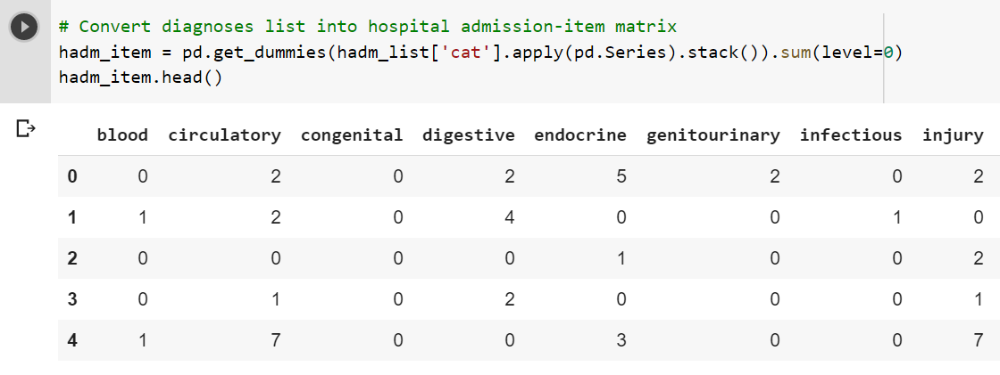 # Convert diagnoses list into hospital admission-item matrix
hadm_item = pd.get_dummies(hadm_list['cat'].apply(pd.Series).stack()).sum(level=0)
hadm_item.head()
blood circulatory congenital digestive endocrine genitourinary infectious injury
0 0 2 0 2 5 2 0 2
1 1 2 0 4 0 0 1 0
2 0 0 0 0 1 0 0 2
3 0 1 0 2 0 0 0 1
4 1 7 0 0 3 0 0 7